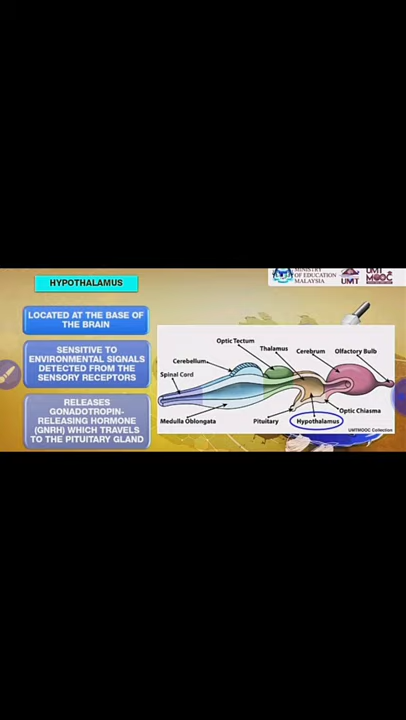 HYPOTHALAMUS
MINISTRY
OF EDUCATION
MALAYSIA
UMT
UMT
MOOC
LOCATED AT THE BASE OF
THE BRAIN
SENSITIVE TO
ENVIRONMENTAL SIGNALS
DETECTED FROM THE
SENSORY RECEPTORS
RELEASES
GONADOTROPIN-
RELEASING HORMONE
(GNRH) WHICH TRAVELS
TO THE PITUITARY GLAND
Optic Tectum
Thalamus
Cerebrum
Olfactory Bulb
Cerebellum
Spinal Cord
Optic Chiasma
Medulla Oblongata
Pituitary
Hypothalamus
UMTMOOC Collection